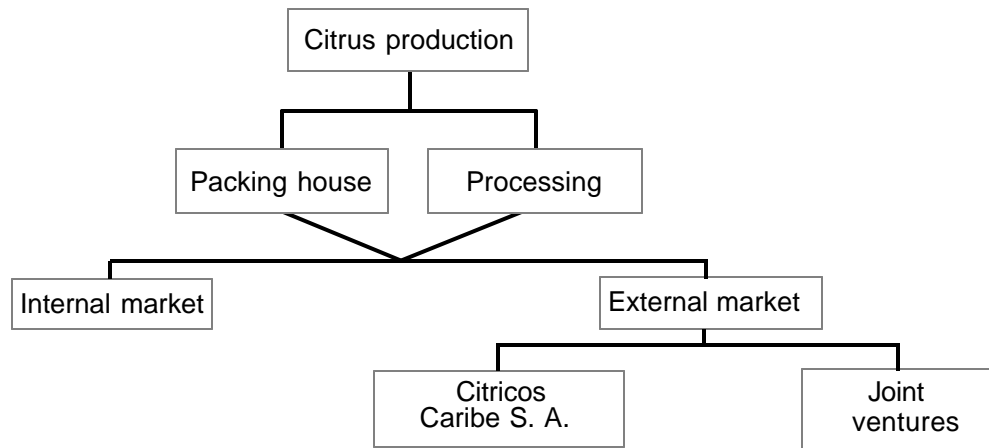 Citrus production
Packing house
Processing
Internal market
External market
Citricos
Caribe S. A.
Joint
ventures